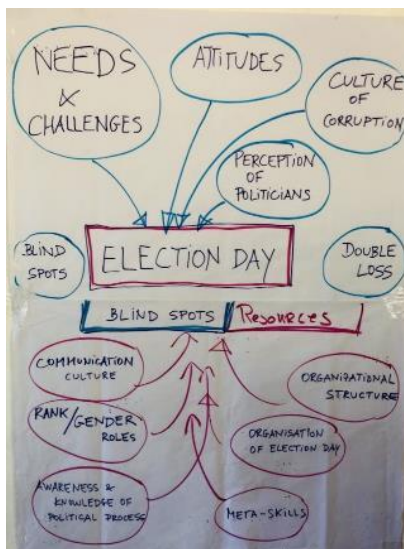 NEEDS
&
CHALLENGES
ATTITUDES
CULTURE
OF
CORRUPTION
PERCEPTION
OF
POLITICIANS
BLIND
SPOTS
ELECTION DAY
DOUBLE
LOSS
BLIND SPOTS
RESOURCES
COMMUNICATION
CULTURE
ORGANIZATIONAL
STRUCTURE
RANK/GENDER
ROLES
ORGANISATION
OF ELECTION DAY
AWARENESS &
KNOWLEDGE OF
POLITICAL PROCESS
META-SKILLS